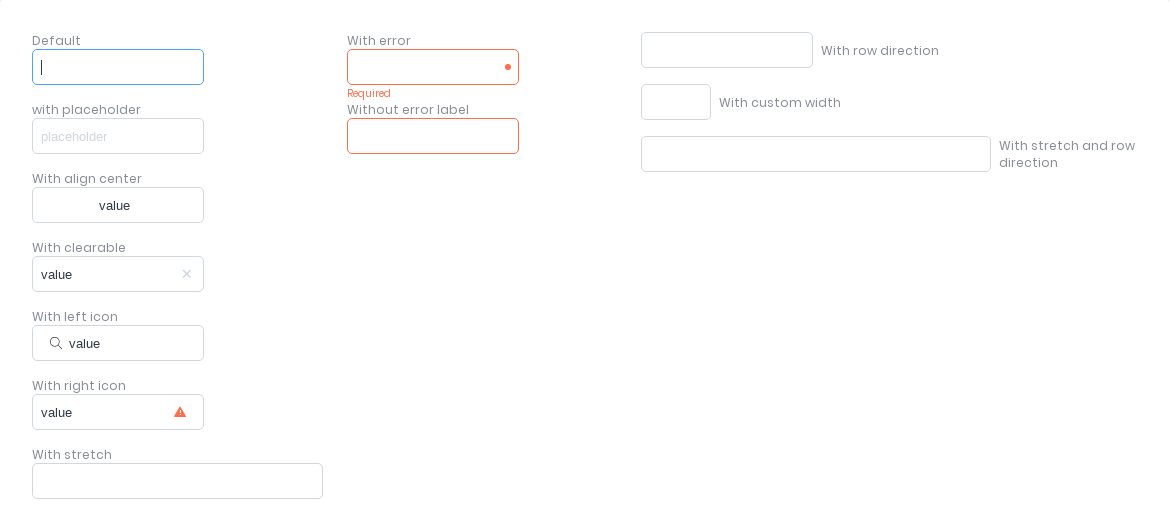 Default
with placeholder
placeholder
With align center
value
With clearable
value
With left icon
value
With right icon
value
With stretch
With error
Required
Without error label
With row direction
With custom width
With stretch and row
direction